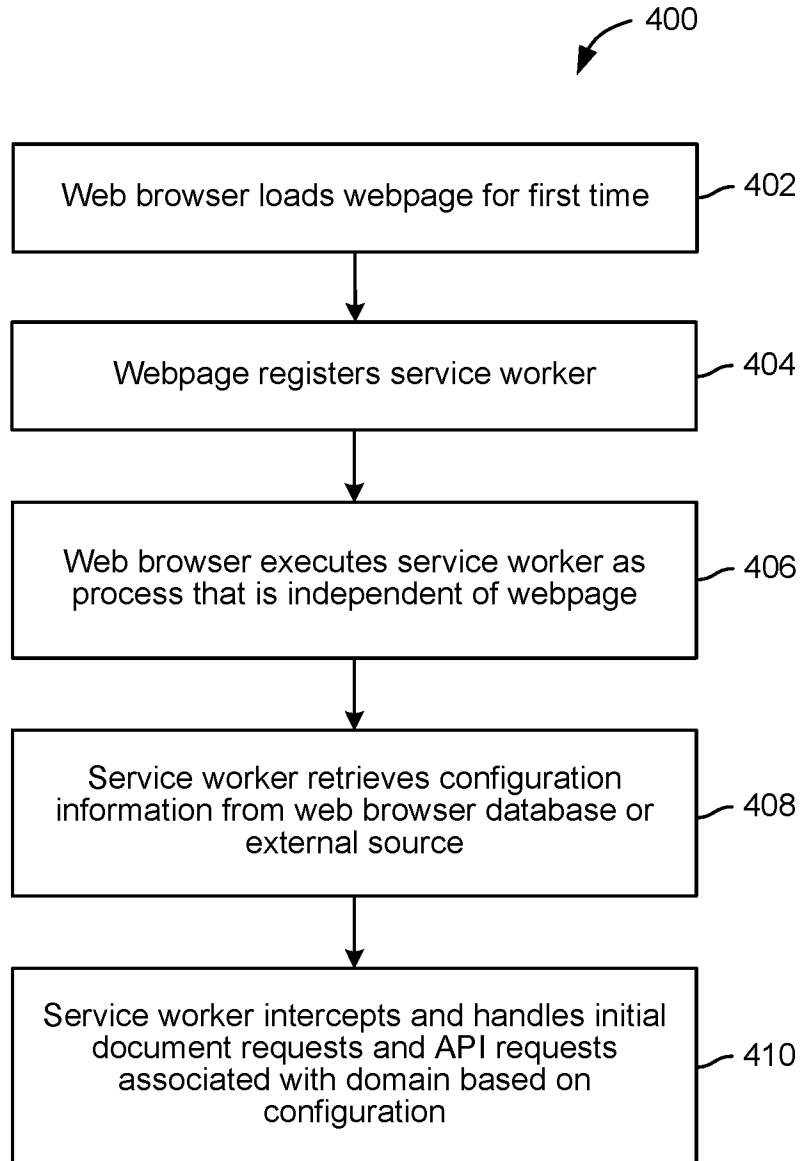 400
Web browser loads webpage for first time
402
Webpage registers service worker
404
Web browser executes service worker as
process that is independent of webpage
406
Service worker retrieves configuration
information from web browser database or
external source
408
Service worker intercepts and handles initial
document requests and API requests
associated with domain based on
configuration
410